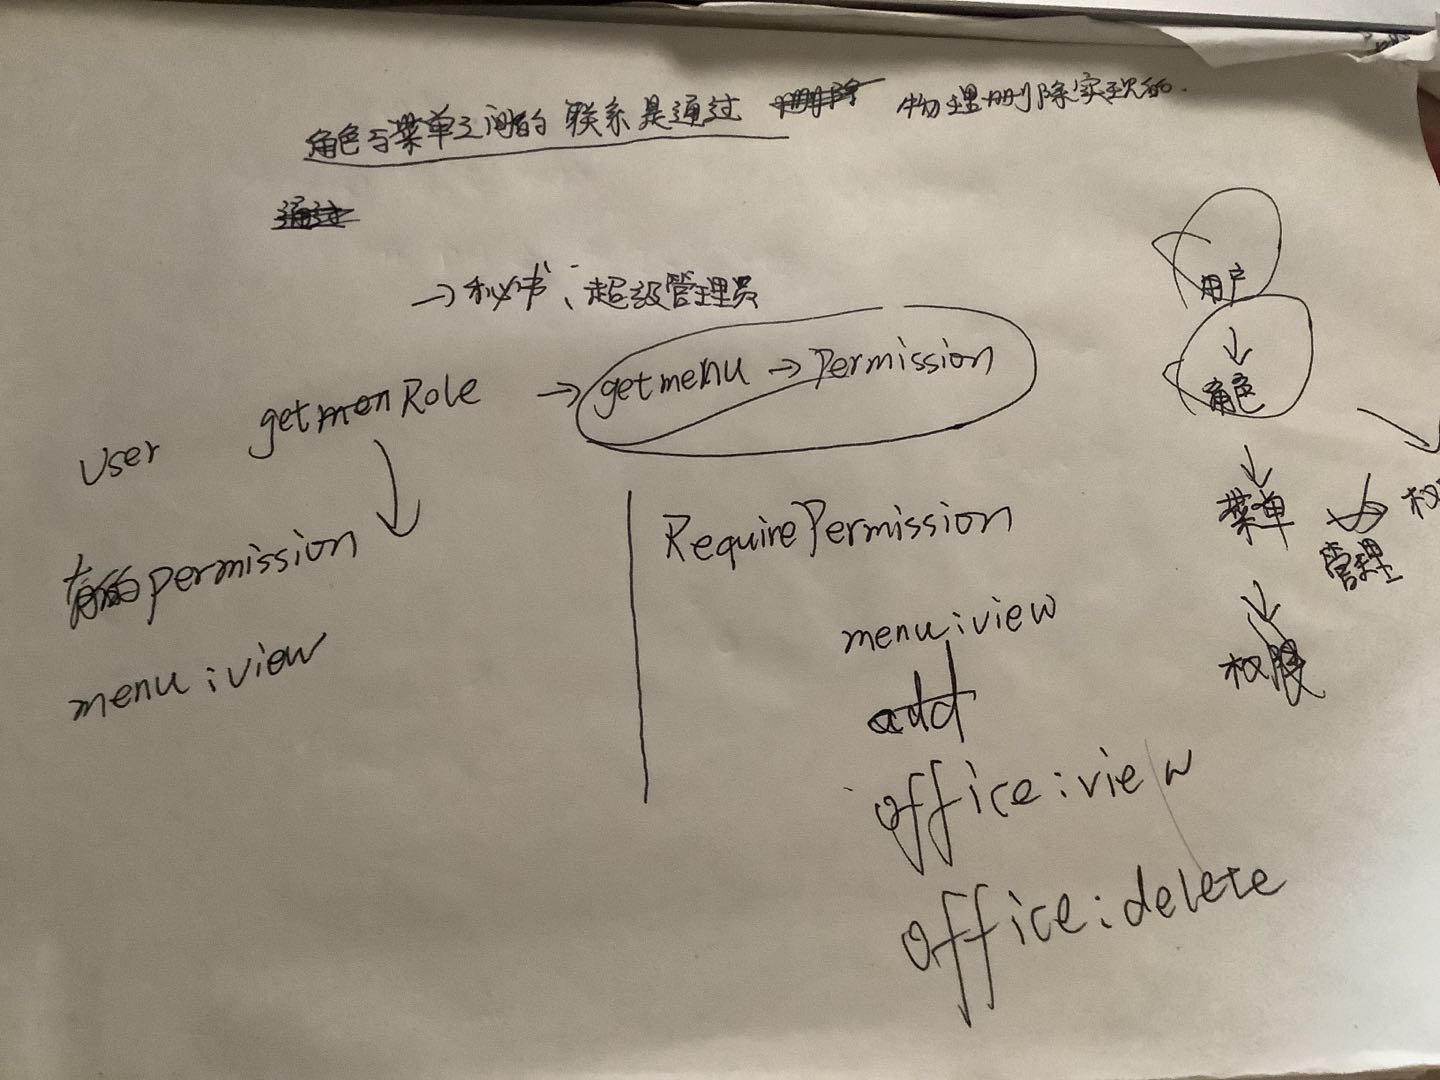 角色与菜单之间的联系是通过 删除 物理删除实现的.
通过
→秘书、超级管理员
用户
↓
角色
User getmenRole → getmenu → Permission
↓
菜单 管理 权
有的permission
RequirePermission
↓
权限
menu:view
menu:view
add
office:view
office:delete